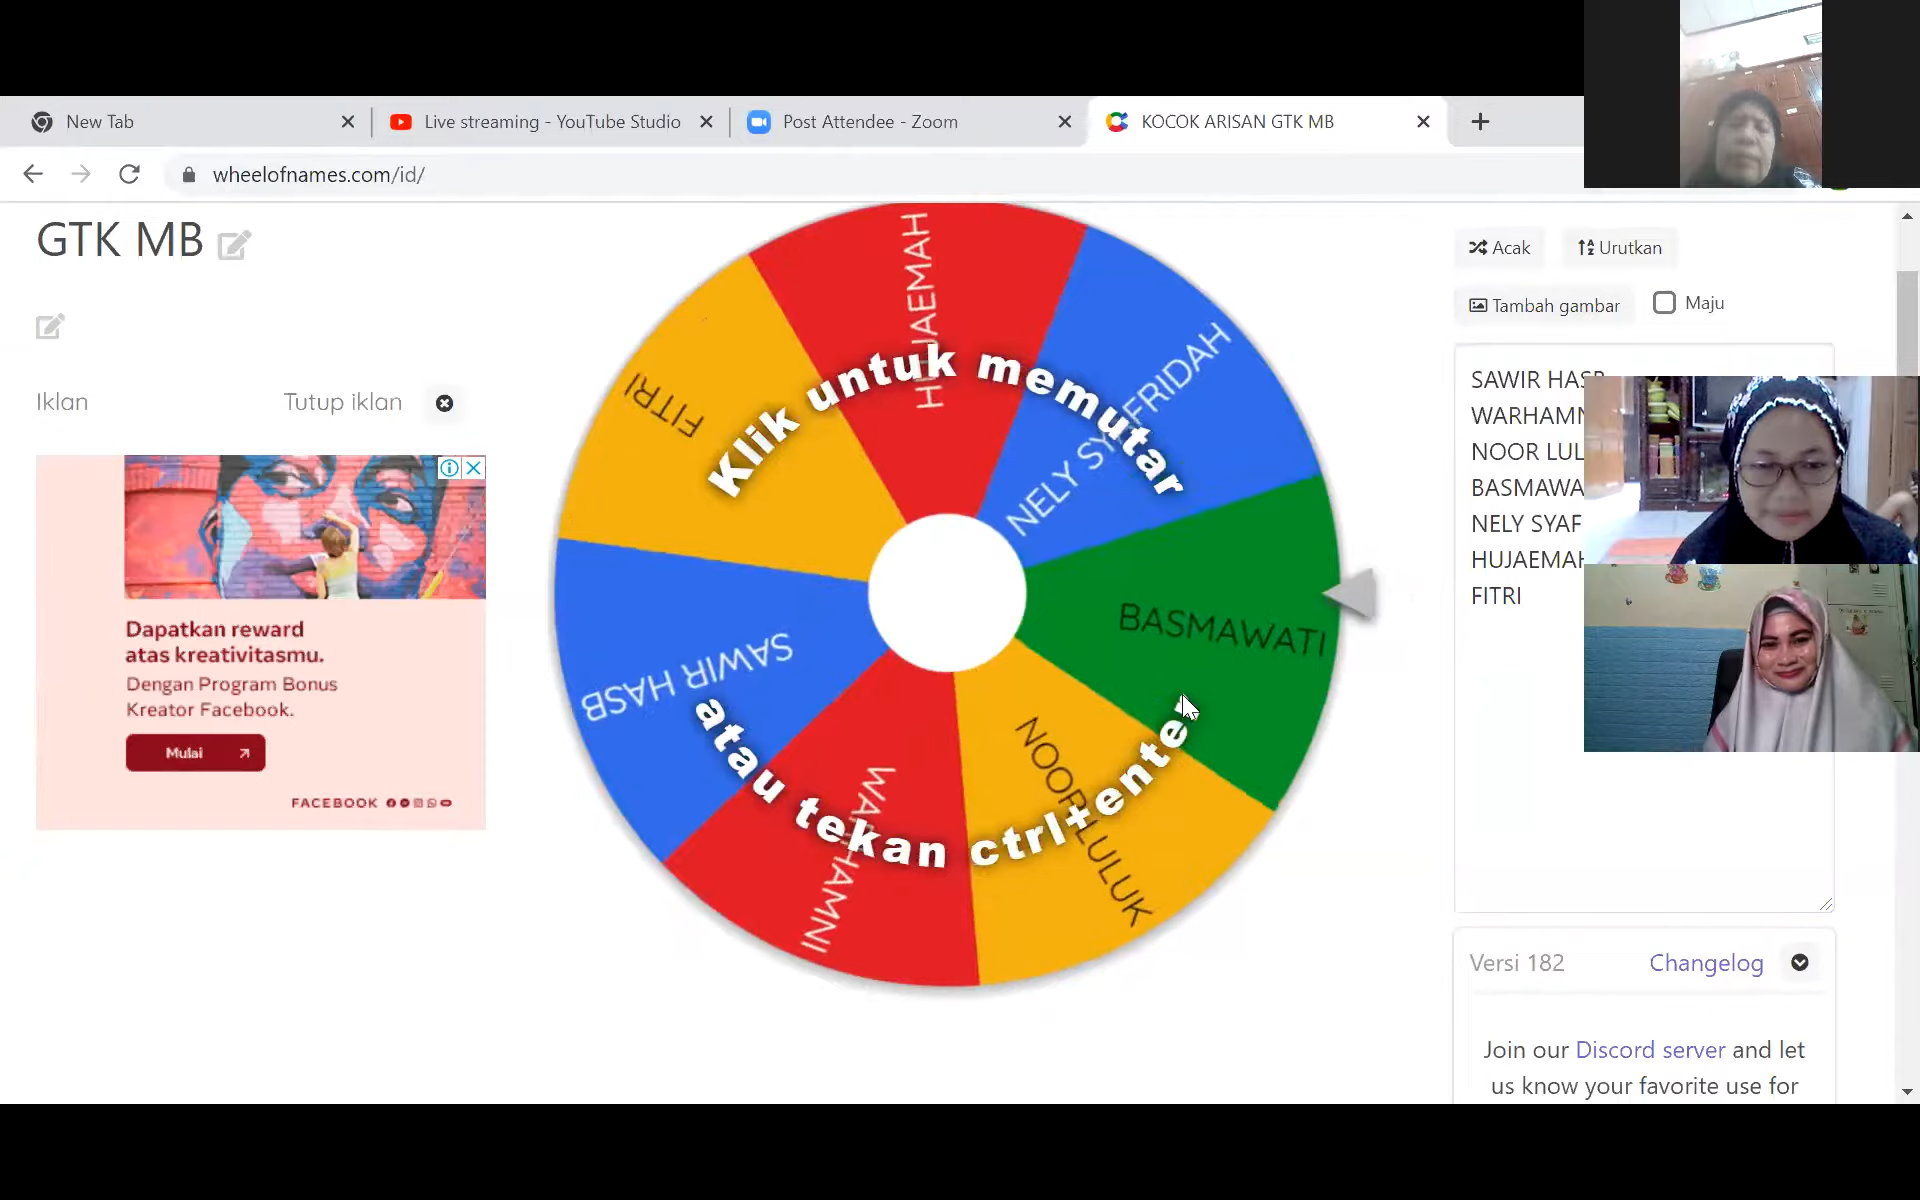 New Tab
Live streaming - YouTube Studio
Post Attendee - Zoom
KOCOK ARISAN GTK MB
wheelofnames.com/id/
GTK MB
Iklan
Tutup iklan
Dapatkan reward
atas kreativitasmu.
Dengan Program Bonus
Kreator Facebook.
Mulai
FACEBOOK
HUJAEMAH
NELY SYAFRIDAH
BASMAWATI
NOOR LULUK
WARHAMNI
SAWIR HASB
FITRI
Klik untuk memutar
atau tekan ctrl+enter
Acak
Urutkan
Tambah gambar
Maju
SAWIR HASB
WARHAMN
NOOR LUL
BASMAWA
NELY SYAF
HUJAEMAH
FITRI
Versi 182
Changelog
Join our Discord server and let
us know your favorite use for